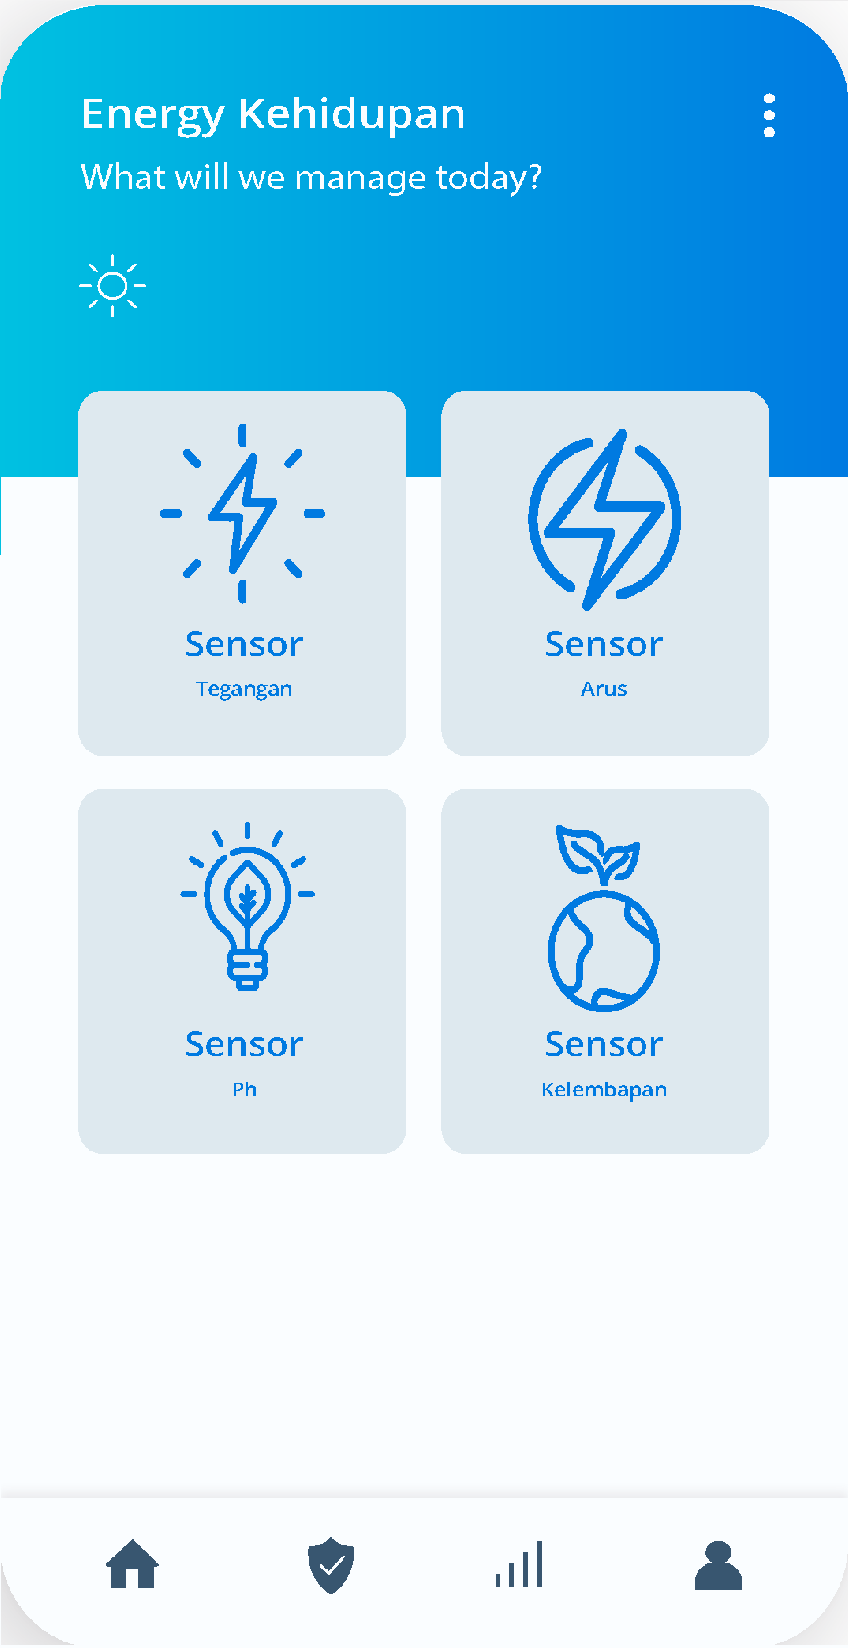 Energy Kehidupan
What will we manage today?
Sensor
Tegangan
Sensor
Arus
Sensor
Ph
Sensor
Kelembapan